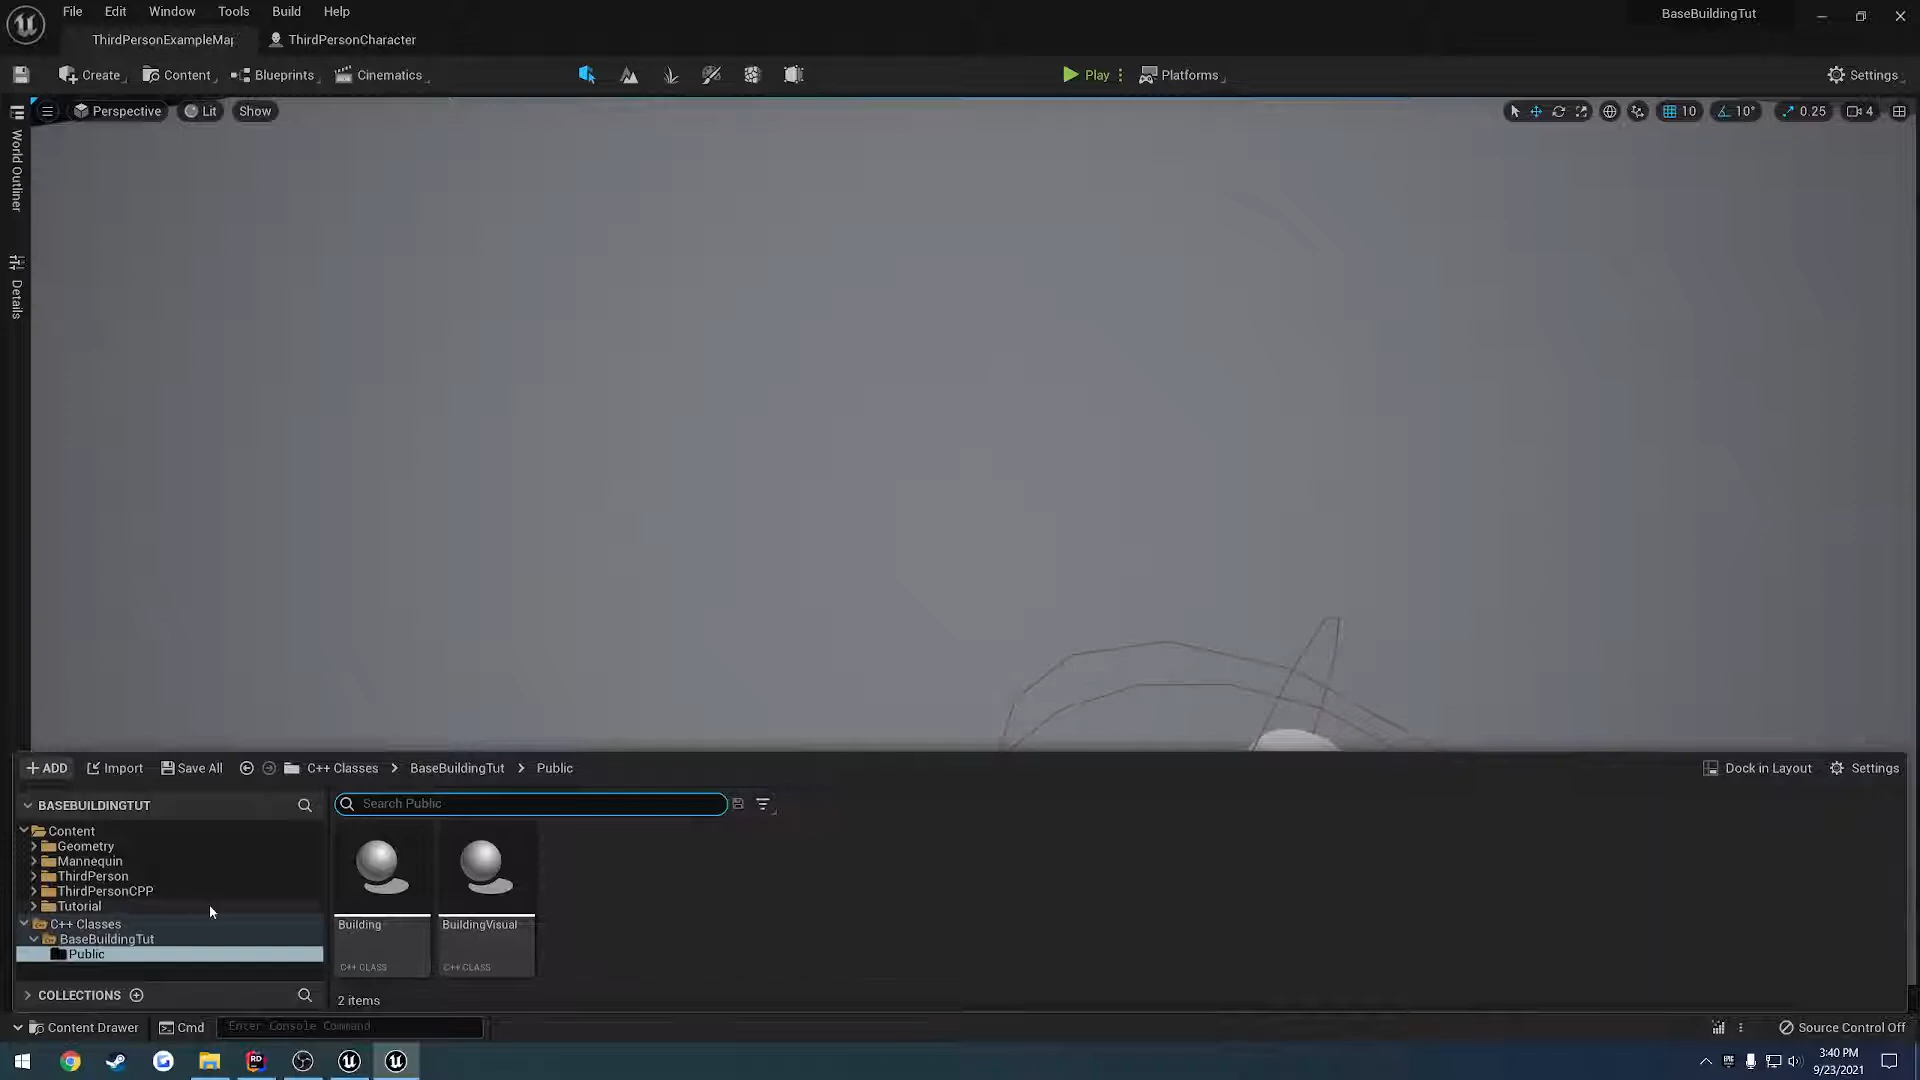 File Edit Window Tools Build Help
BaseBuildingTut
ThirdPersonExampleMap
ThirdPersonCharacter
Create
Content
Blueprints
Cinematics
Play
Platforms
Settings
Perspective
Lit
Show
10
10°
0.25
4
World Outliner
Details
+ ADD
Import
Save All
C++ Classes
BaseBuildingTut
Public
Dock in Layout
Settings
BASEBUILDINGTUT
Search Public
Content
Geometry
Mannequin
ThirdPerson
ThirdPersonCPP
Tutorial
C++ Classes
BaseBuildingTut
Public
Building
C++ CLASS
BuildingVisual
C++ CLASS
COLLECTIONS
2 items
Content Drawer
Cmd
Enter Console Command
Source Control Off
RD
EPIC
3:40 PM
9/23/2021